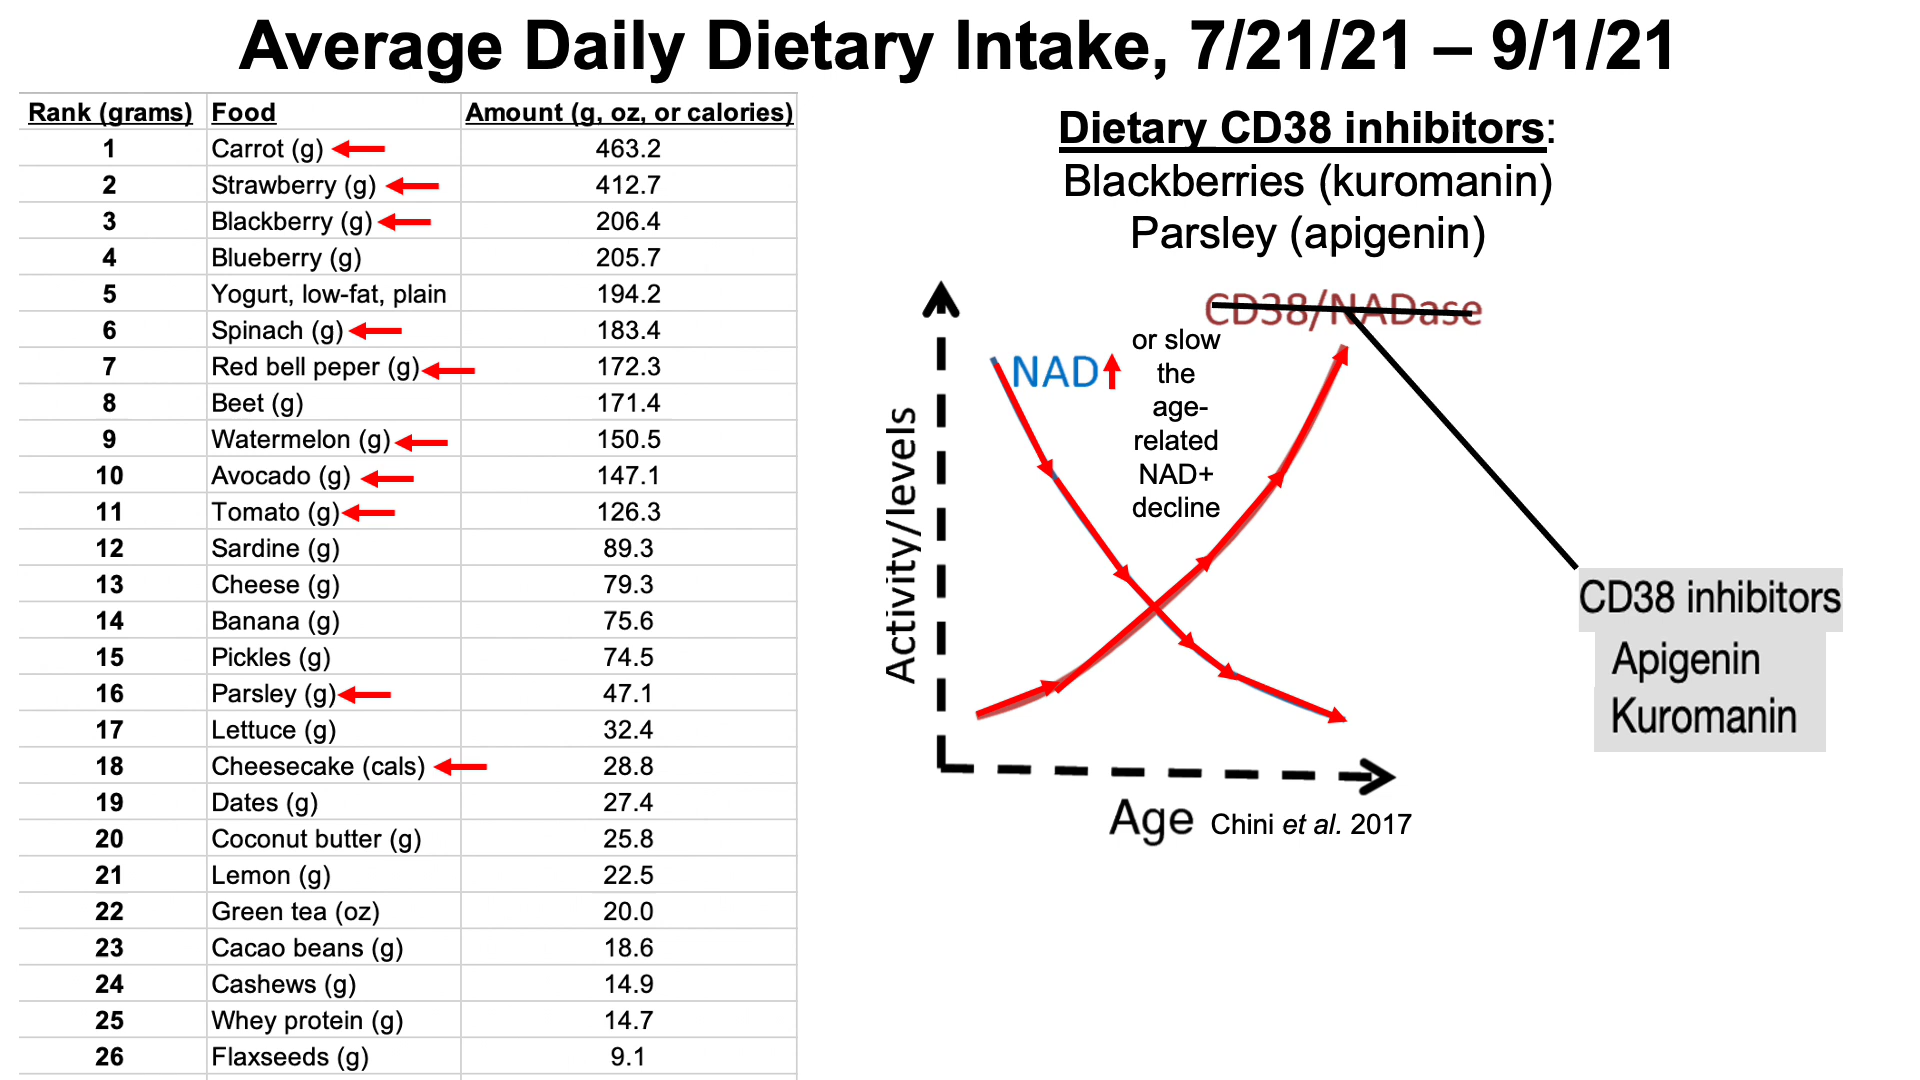 Average Daily Dietary Intake, 7/21/21 – 9/1/21
Rank (grams) Food Amount (g, oz, or calories)
1 Carrot (g) 463.2
2 Strawberry (g) 412.7
3 Blackberry (g) 206.4
4 Blueberry (g) 205.7
5 Yogurt, low-fat, plain 194.2
6 Spinach (g) 183.4
7 Red bell peper (g) 172.3
8 Beet (g) 171.4
9 Watermelon (g) 150.5
10 Avocado (g) 147.1
11 Tomato (g) 126.3
12 Sardine (g) 89.3
13 Cheese (g) 79.3
14 Banana (g) 75.6
15 Pickles (g) 74.5
16 Parsley (g) 47.1
17 Lettuce (g) 32.4
18 Cheesecake (cals) 28.8
19 Dates (g) 27.4
20 Coconut butter (g) 25.8
21 Lemon (g) 22.5
22 Green tea (oz) 20.0
23 Cacao beans (g) 18.6
24 Cashews (g) 14.9
25 Whey protein (g) 14.7
26 Flaxseeds (g) 9.1
Dietary CD38 inhibitors:
Blackberries (kuromanin)
Parsley (apigenin)
CD38/NADase
NAD
or slow
the
age-
related
NAD+
decline
Activity/levels
Age
Chini et al. 2017
CD38 inhibitors
Apigenin
Kuromanin